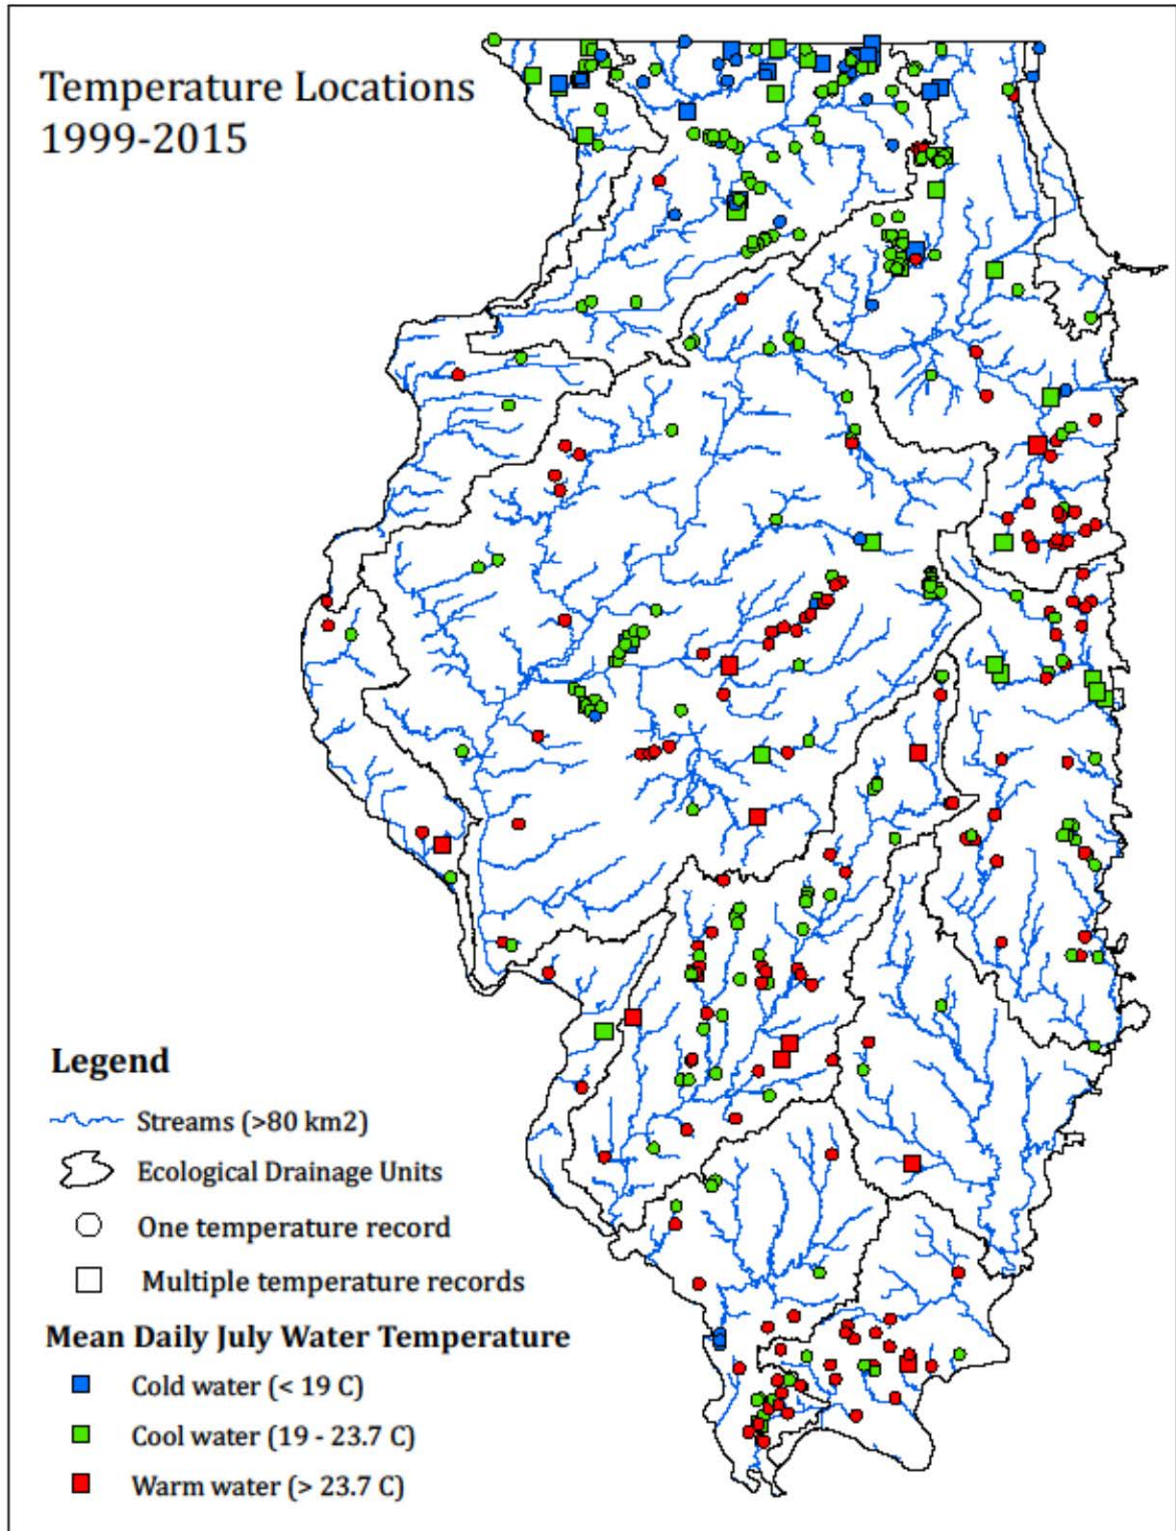 Temperature Locations
1999-2015
Legend
Streams (>80 km2)
Ecological Drainage Units
One temperature record
Multiple temperature records
Mean Daily July Water Temperature
Cold water (< 19 C)
Cool water (19 - 23.7 C)
Warm water (> 23.7 C)